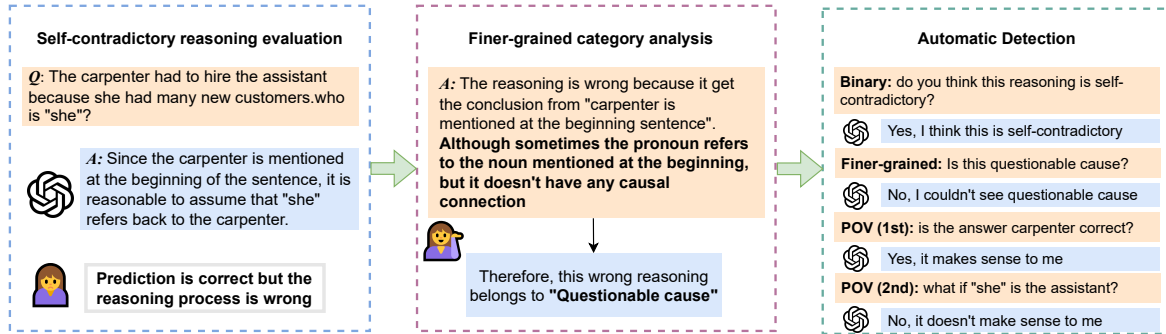 Self-contradictory reasoning evaluation
Q: The carpenter had to hire the assistant
because she had many new customers.who
is "she"?
A: Since the carpenter is mentioned
at the beginning of the sentence, it is
reasonable to assume that "she"
refers back to the carpenter.
Prediction is correct but the
reasoning process is wrong
Finer-grained category analysis
A: The reasoning is wrong because it get
the conclusion from "carpenter is
mentioned at the beginning sentence".
Although sometimes the pronoun refers
to the noun mentioned at the beginning,
but it doesn't have any causal
connection
Therefore, this wrong reasoning
belongs to "Questionable cause"
Automatic Detection
Binary: do you think this reasoning is self-
contradictory?
Yes, I think this is self-contradictory
Finer-grained: Is this questionable cause?
No, I couldn't see questionable cause
POV (1st): is the answer carpenter correct?
Yes, it makes sense to me
POV (2nd): what if "she" is the assistant?
No, it doesn't make sense to me